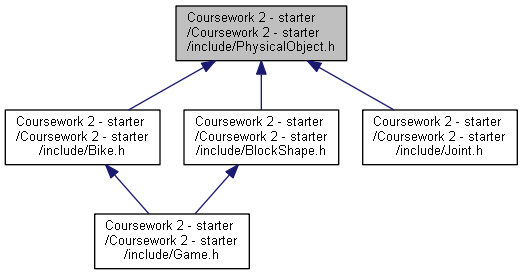 Coursework 2 - starter
/Coursework 2 - starter
/include/PhysicalObject.h
Coursework 2 - starter
/Coursework 2 - starter
/include/Bike.h
Coursework 2 - starter
/Coursework 2 - starter
/include/BlockShape.h
Coursework 2 - starter
/Coursework 2 - starter
/include/Joint.h
Coursework 2 - starter
/Coursework 2 - starter
/include/Game.h